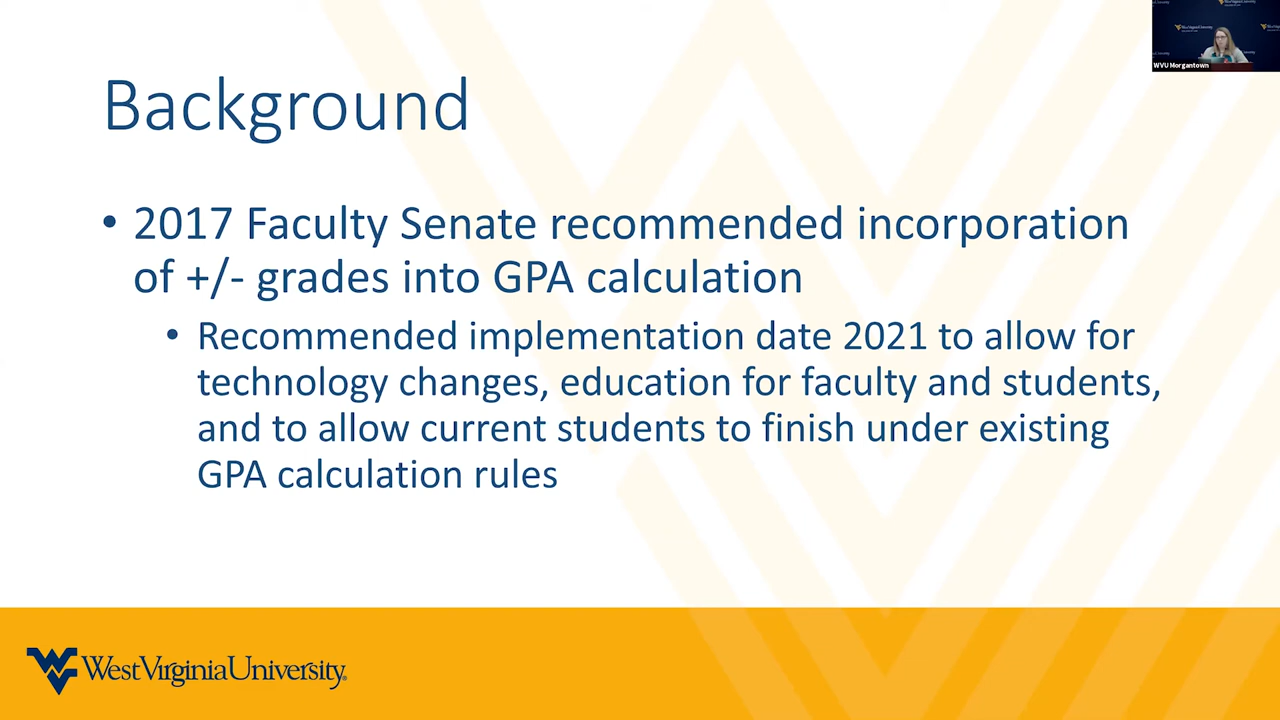 Background
• 2017 Faculty Senate recommended incorporation
of +/- grades into GPA calculation
• Recommended implementation date 2021 to allow for
technology changes, education for faculty and students,
and to allow current students to finish under existing
GPA calculation rules
WestVirginiaUniversity.
WestVirginiaUniversity
WVU Morgantown